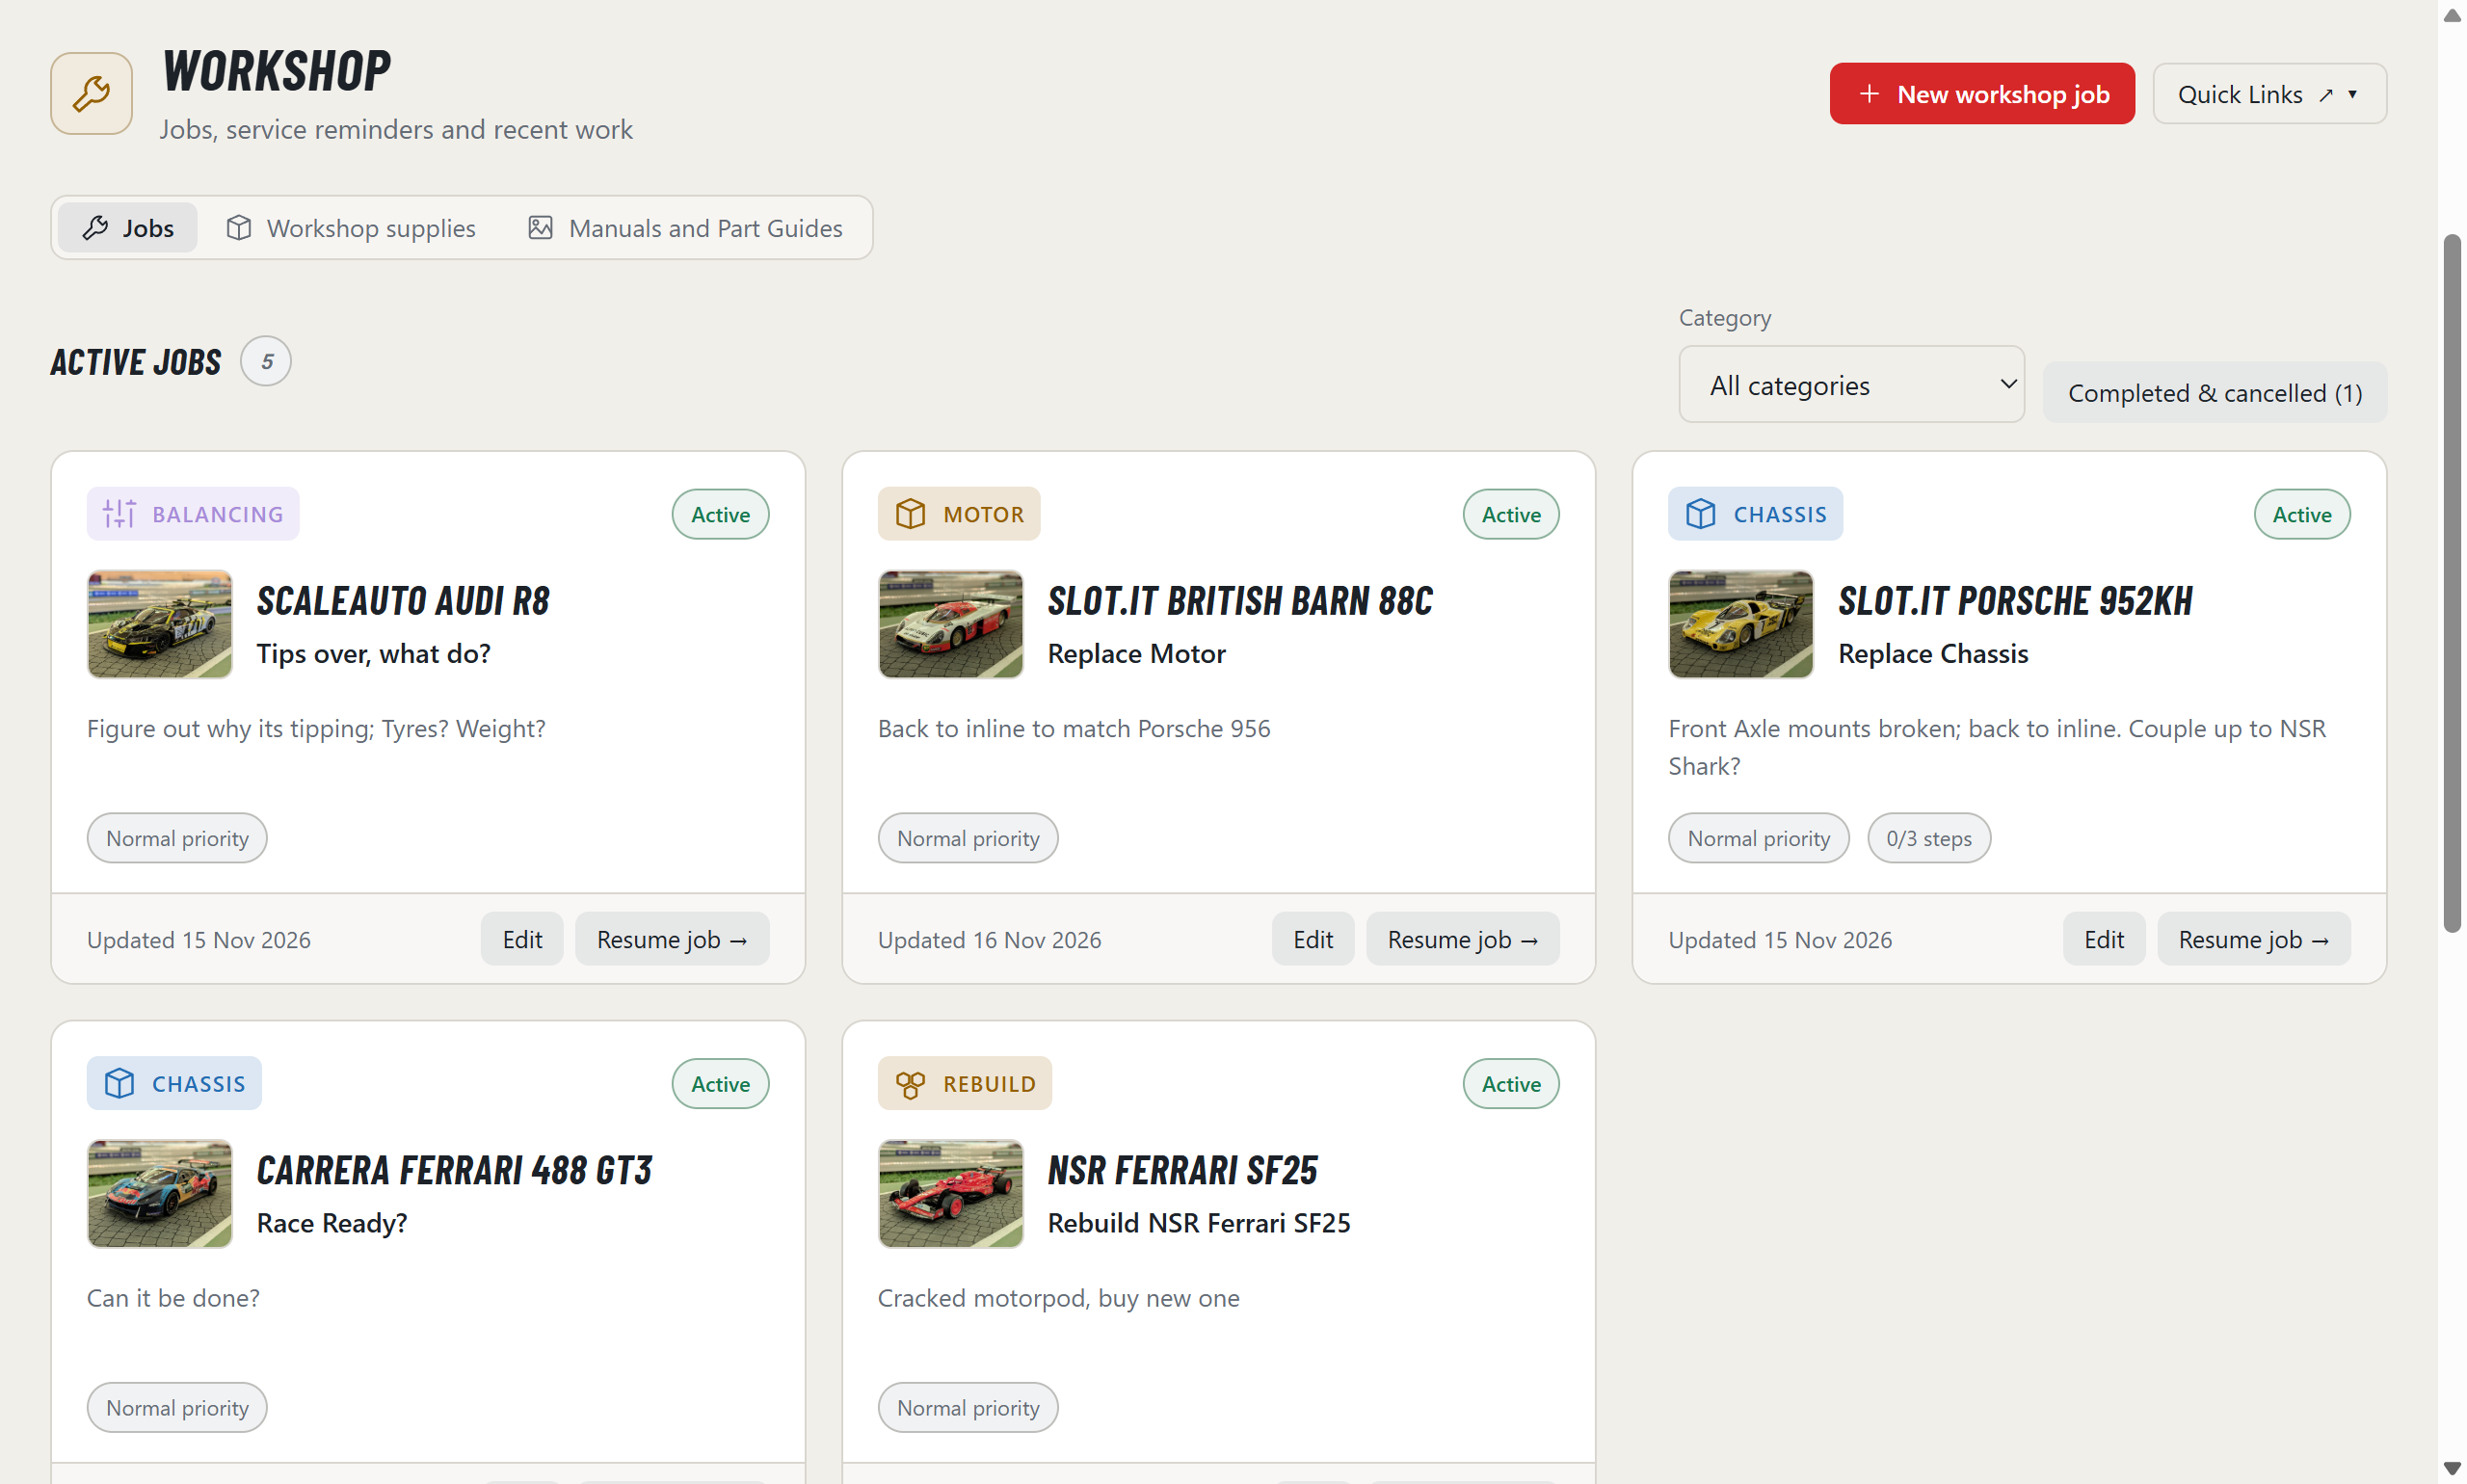 WORKSHOP
Jobs, service reminders and recent work
New workshop job
Quick Links ↗ ▼
Jobs
Workshop supplies
Manuals and Part Guides
ACTIVE JOBS 5
Category
All categories
Completed & cancelled (1)
BALANCING
Active
SCALEAUTO AUDI R8
Tips over, what do?
Figure out why its tipping; Tyres? Weight?
Normal priority
Updated 15 Nov 2026
Edit
Resume job →
MOTOR
Active
SLOT.IT BRITISH BARN 88C
Replace Motor
Back to inline to match Porsche 956
Normal priority
Updated 16 Nov 2026
Edit
Resume job →
CHASSIS
Active
SLOT.IT PORSCHE 952KH
Replace Chassis
Front Axle mounts broken; back to inline. Couple up to NSR
Shark?
Normal priority
0/3 steps
Updated 15 Nov 2026
Edit
Resume job →
CHASSIS
Active
CARRERA FERRARI 488 GT3
Race Ready?
Can it be done?
Normal priority
REBUILD
Active
NSR FERRARI SF25
Rebuild NSR Ferrari SF25
Cracked motorpod, buy new one
Normal priority